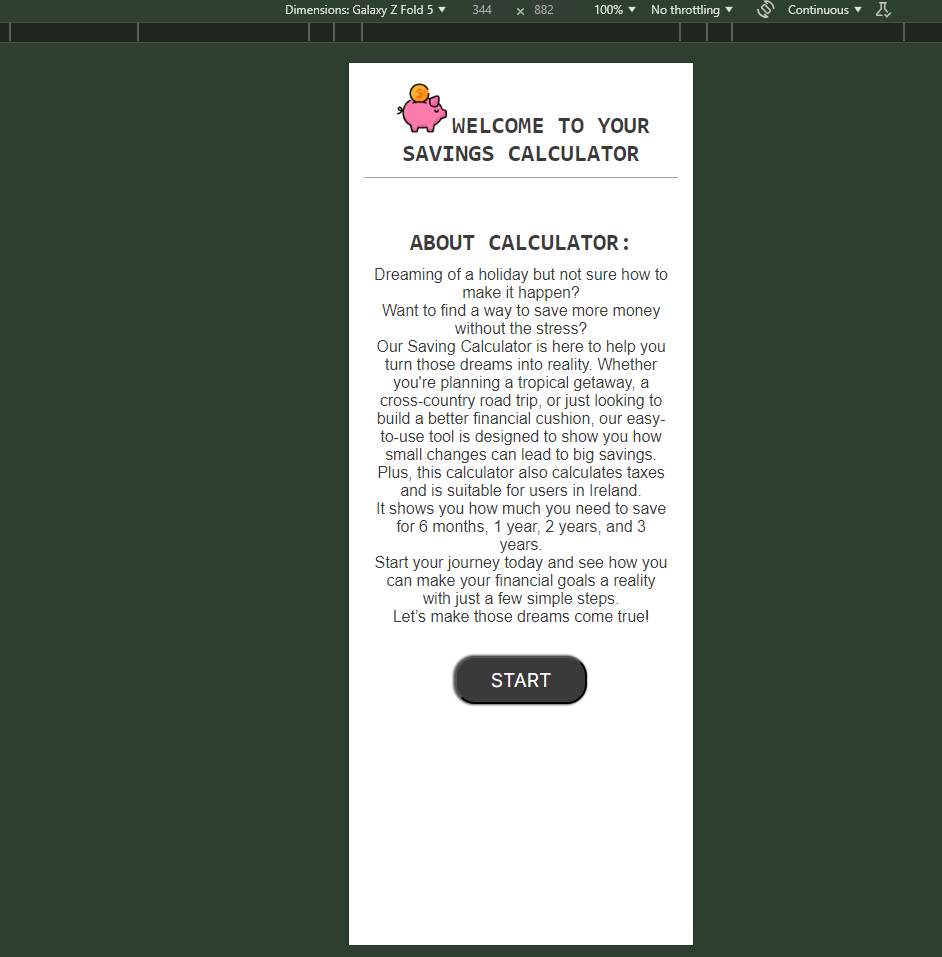 Dimensions: Galaxy Z Fold 5 344 × 882 100% No throttling Continuous
WELCOME TO YOUR
SAVINGS CALCULATOR
ABOUT CALCULATOR:
Dreaming of a holiday but not sure how to
make it happen?
Want to find a way to save more money
without the stress?
Our Saving Calculator is here to help you
turn those dreams into reality. Whether
you're planning a tropical getaway, a
cross-country road trip, or just looking to
build a better financial cushion, our easy-
to-use tool is designed to show you how
small changes can lead to big savings.
Plus, this calculator also calculates taxes
and is suitable for users in Ireland.
It shows you how much you need to save
for 6 months, 1 year, 2 years, and 3
years.
Start your journey today and see how you
can make your financial goals a reality
with just a few simple steps.
Let’s make those dreams come true!
START